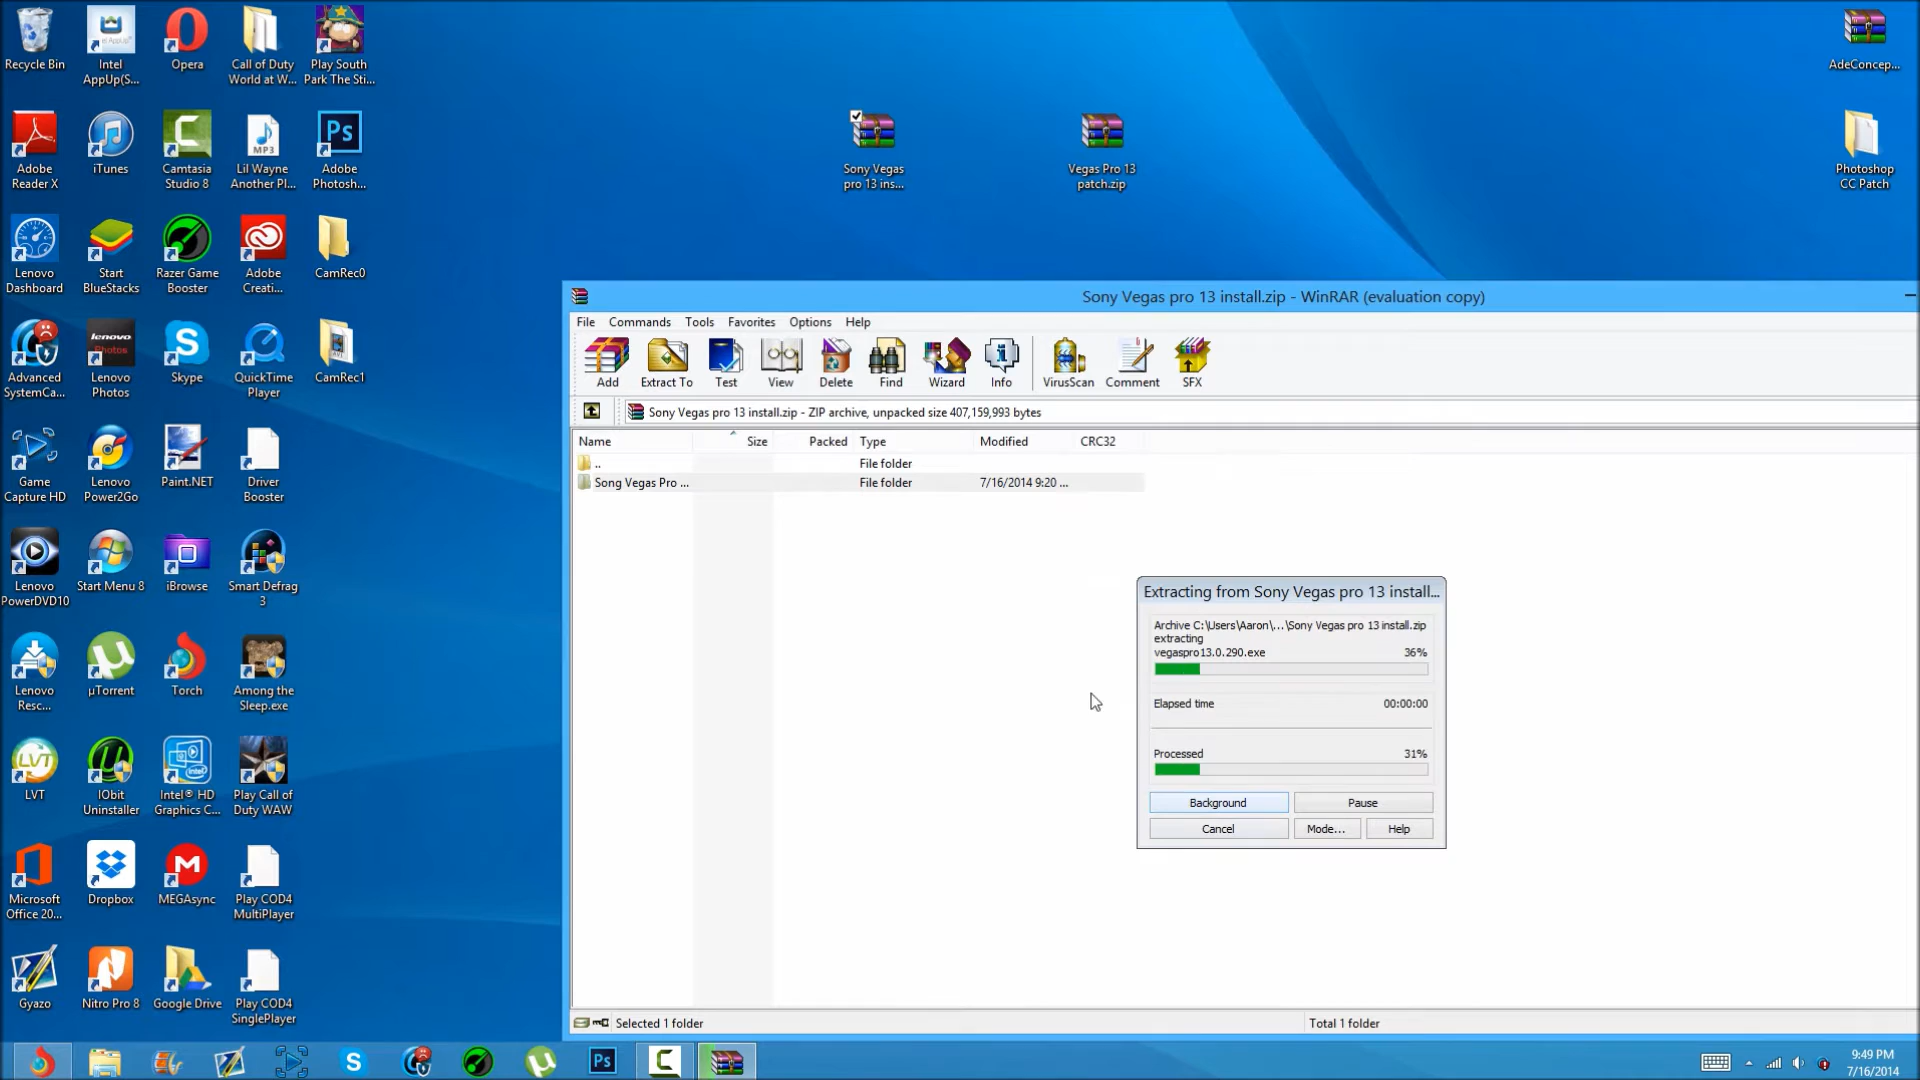 Recycle Bin
Intel
AppUp(S...
Opera
Call of Duty
World at W...
Play South
Park The Sti...
AdeConcep...
Adobe
Reader X
iTunes
Camtasia
Studio 8
MP3
Lil Wayne
Another Pl...
Ps
Adobe
Photosh...
Sony Vegas
pro 13 ins...
Vegas Pro 13
patch.zip
Photoshop
CC Patch
Lenovo
Dashboard
Start
BlueStacks
Razer Game
Booster
Adobe
Creati...
CamRec0
lenovo
Photos
Advanced
SystemCa...
Lenovo
Photos
Skype
QuickTime
Player
CamRec1
Game
Capture HD
Lenovo
Power2Go
Paint.NET
Driver
Booster
Lenovo
PowerDVD10
Start Menu 8
iBrowse
Smart Defrag
3
Lenovo
Resc...
µTorrent
Torch
Among the
Sleep.exe
LVT
LVT
IObit
Uninstaller
intel
Intel® HD
Graphics C...
Play Call of
Duty WAW
Microsoft
Office 20...
Dropbox
MEGAsync
Play COD4
MultiPlayer
Gyazo
Nitro Pro 8
Google Drive
Play COD4
SinglePlayer
Sony Vegas pro 13 install.zip - WinRAR (evaluation copy)
File Commands Tools Favorites Options Help
Add Extract To Test View Delete Find Wizard Info VirusScan Comment SFX
Sony Vegas pro 13 install.zip - ZIP archive, unpacked size 407,159,993 bytes
Name Size Packed Type Modified CRC32
.. File folder
Song Vegas Pro ... File folder 7/16/2014 9:20 ...
Extracting from Sony Vegas pro 13 install...
Archive C:\Users\Aaron\...\Sony Vegas pro 13 install.zip
extracting
vegaspro13.0.290.exe 36%
Elapsed time 00:00:00
Processed 31%
Background Pause
Cancel Mode... Help
Selected 1 folder Total 1 folder
Ps
9:49 PM
7/16/2014